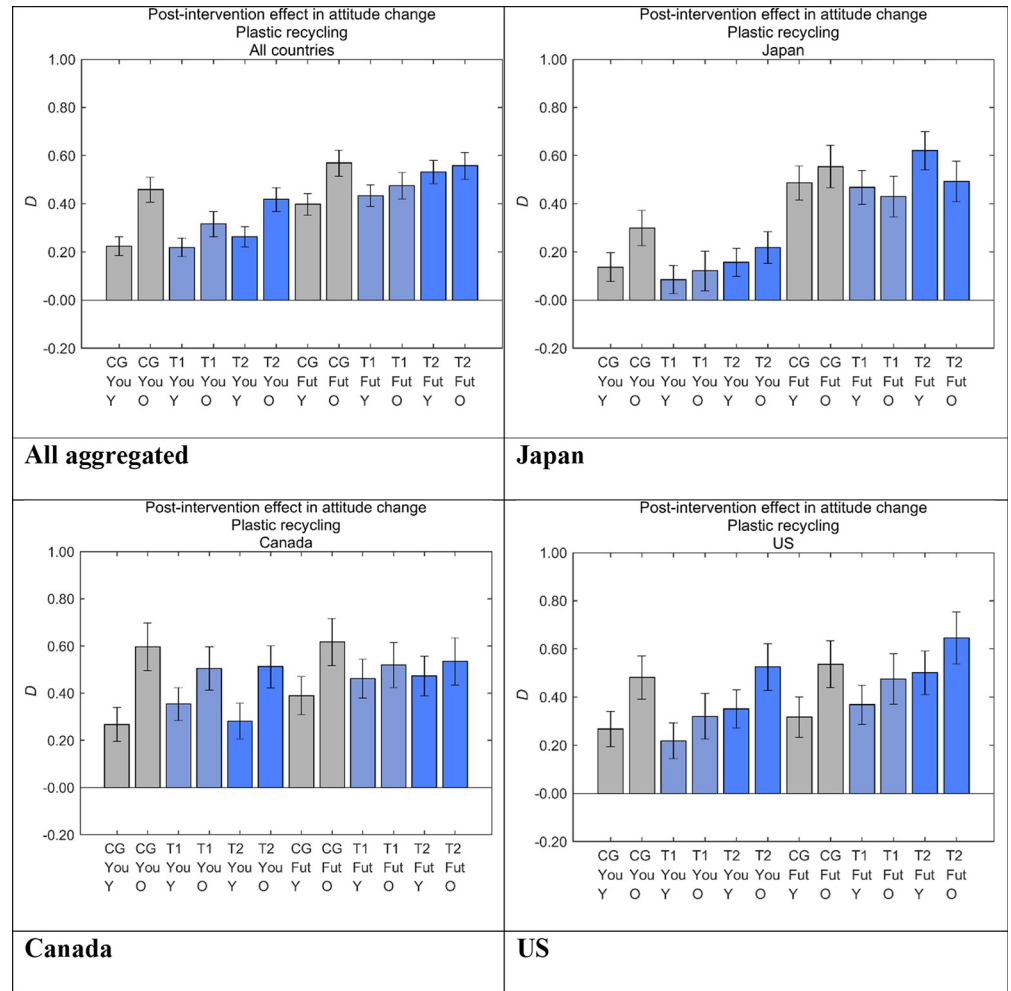 Post-intervention effect in attitude change
Plastic recycling
All countries
1.00
0.80
0.60
0.40
0.20
-0.00
-0.20
D
CG CG T1 T1 T2 T2 CG CG T1 T1 T2 T2
You You You You You You Fut Fut Fut Fut Fut Fut
Y O Y O Y O Y O Y O Y O
All aggregated
Post-intervention effect in attitude change
Plastic recycling
Japan
1.00
0.80
0.60
0.40
0.20
-0.00
-0.20
D
CG CG T1 T1 T2 T2 CG CG T1 T1 T2 T2
You You You You You You Fut Fut Fut Fut Fut Fut
Y O Y O Y O Y O Y O Y O
Japan
Post-intervention effect in attitude change
Plastic recycling
Canada
1.00
0.80
0.60
0.40
0.20
-0.00
-0.20
D
CG CG T1 T1 T2 T2 CG CG T1 T1 T2 T2
You You You You You You Fut Fut Fut Fut Fut Fut
Y O Y O Y O Y O Y O Y O
Canada
Post-intervention effect in attitude change
Plastic recycling
US
1.00
0.80
0.60
0.40
0.20
-0.00
-0.20
D
CG CG T1 T1 T2 T2 CG CG T1 T1 T2 T2
You You You You You You Fut Fut Fut Fut Fut Fut
Y O Y O Y O Y O Y O Y O
US